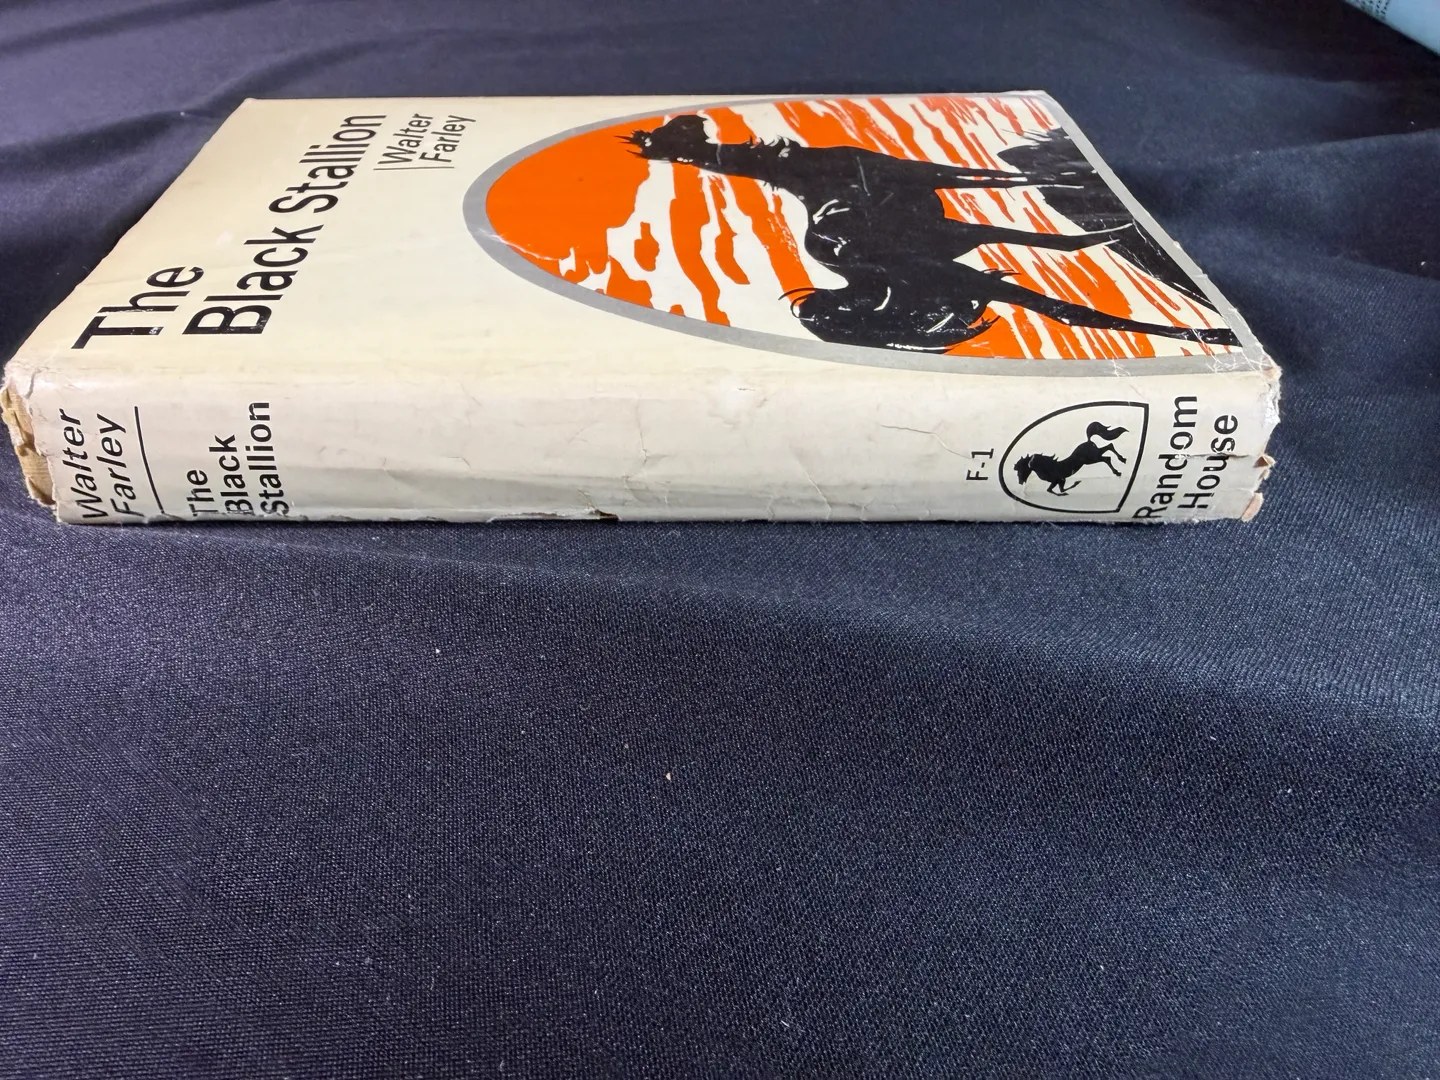 The
Black Stallion
Walter
Farley
Walter
Farley
The
Black
Stallion
F-1
Random
House